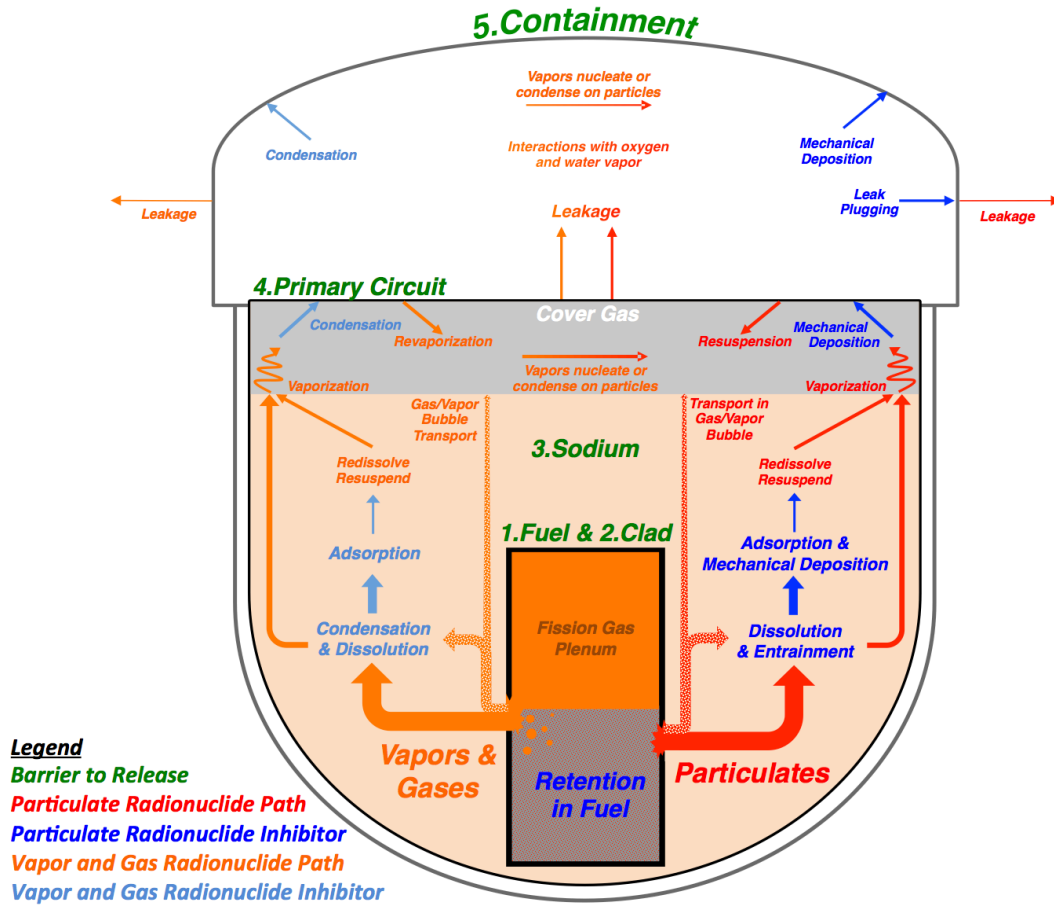 5.Containment
Vapors nucleate or
condense on particles
Condensation
Interactions with oxygen
and water vapor
Mechanical
Deposition
Leakage
Leakage
Leak
Plugging
Leakage
4.Primary Circuit
Cover Gas
Condensation
Revaporization
Resuspension
Mechanical
Deposition
Vapors nucleate or
condense on particles
Vaporization
Vaporization
Gas/Vapor
Bubble
Transport
Transport in
Gas/Vapor
Bubble
3.Sodium
Redissolve
Resuspend
Redissolve
Resuspend
1.Fuel & 2.Clad
Adsorption
Adsorption &
Mechanical Deposition
Condensation
& Dissolution
Fission Gas
Plenum
Dissolution
& Entrainment
Vapors &
Gases
Retention
in Fuel
Particulates
Legend
Barrier to Release
Particulate Radionuclide Path
Particulate Radionuclide Inhibitor
Vapor and Gas Radionuclide Path
Vapor and Gas Radionuclide Inhibitor